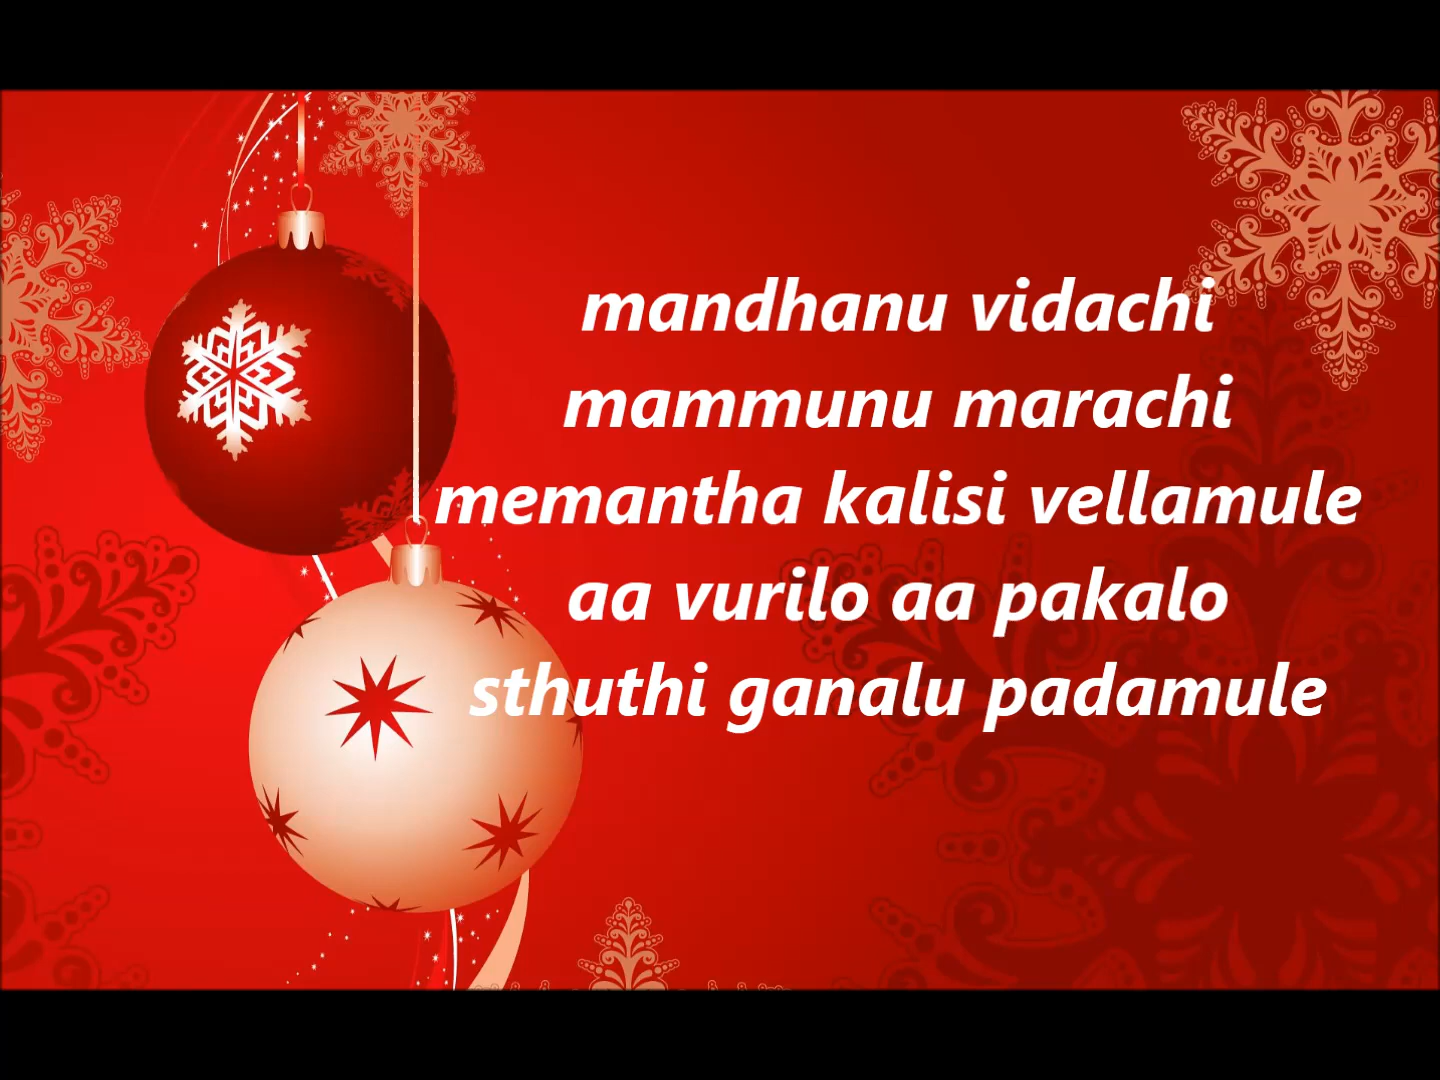 mandhanu vidachi
mammunu marachi
memantha kalisi vellamule
aa vurilo aa pakalo
sthuthi ganalu padamule